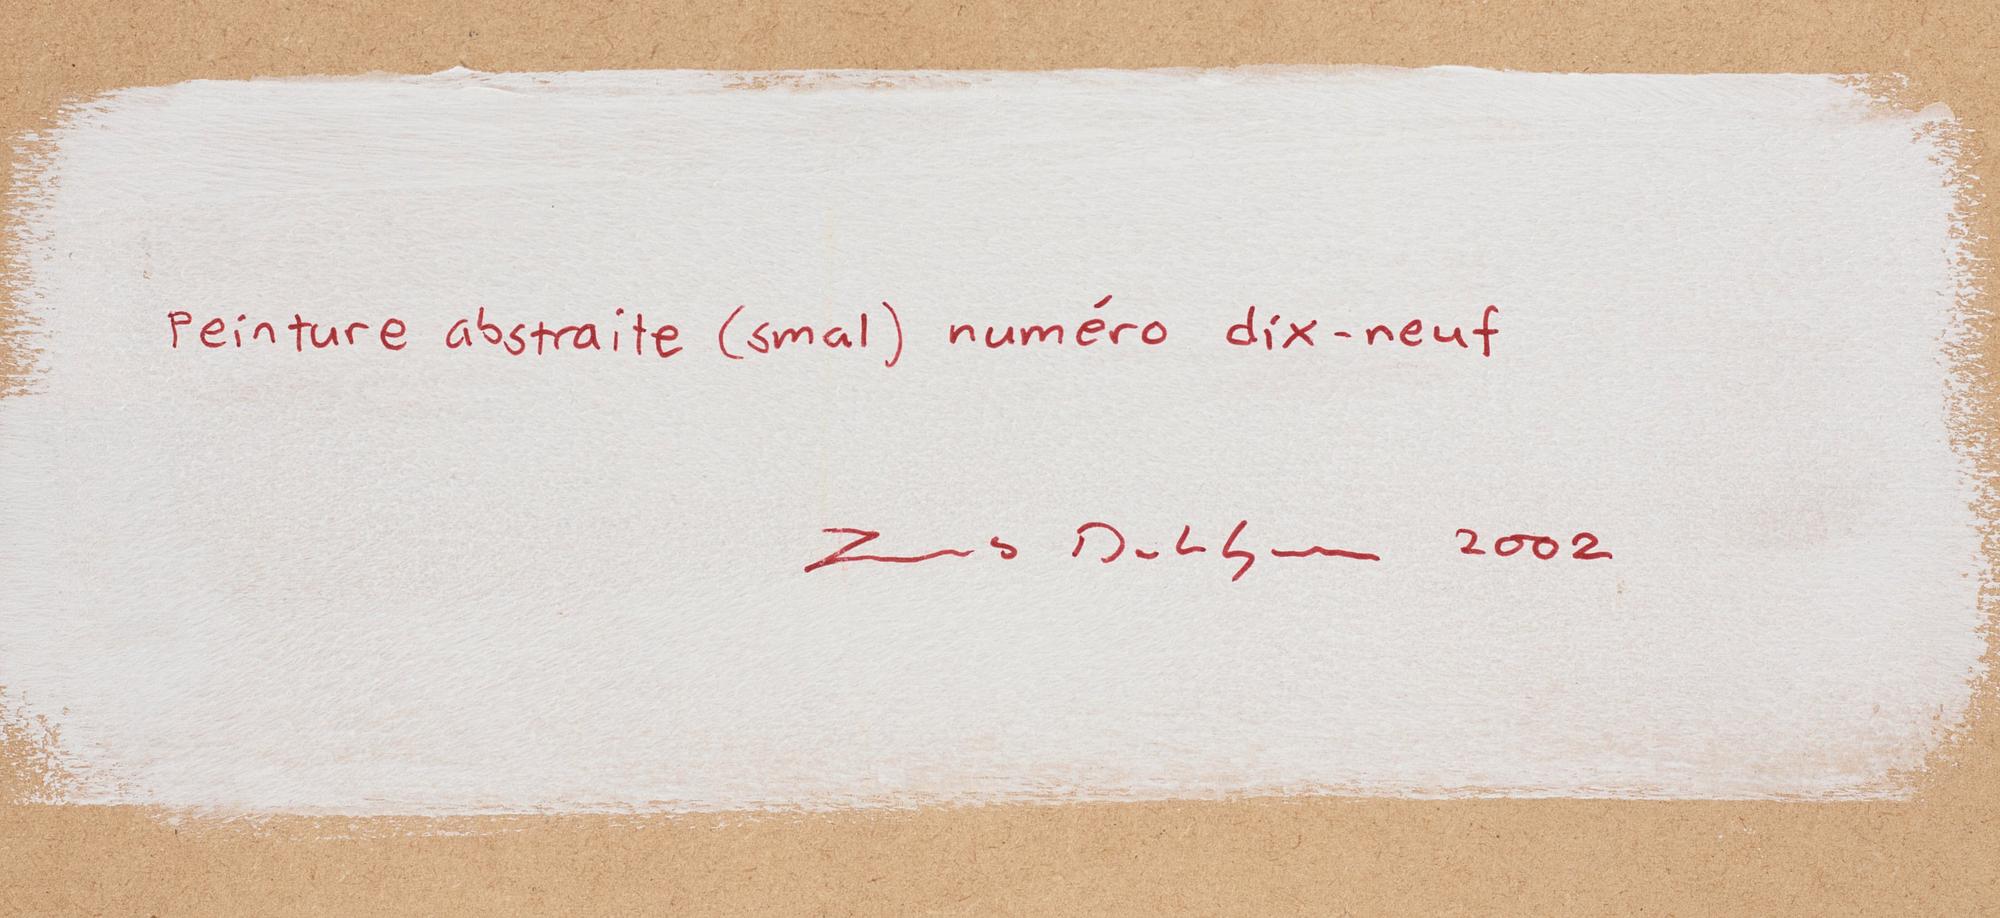 Peinture abstraite (smal) numéro dix-neuf
2002